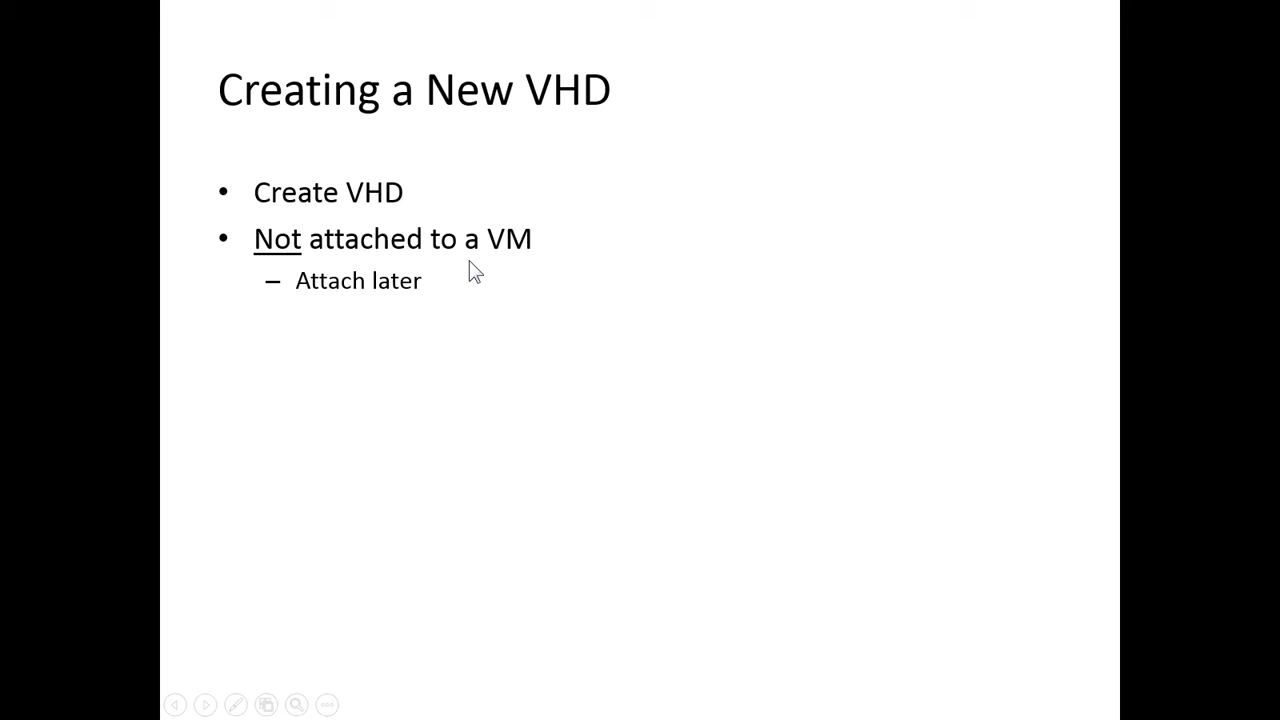 Creating a New VHD
• Create VHD
• Not attached to a VM
– Attach later